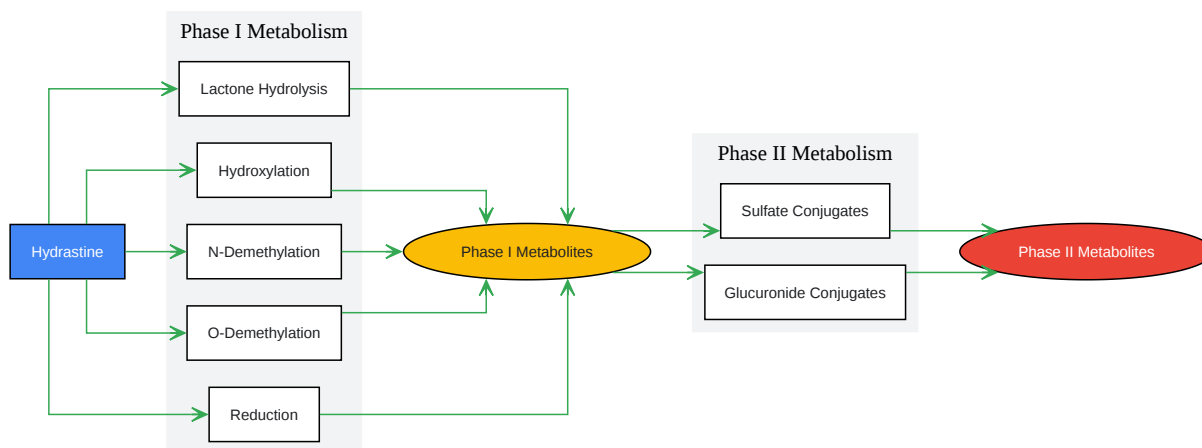 Phase I Metabolism
Lactone Hydrolysis
Hydroxylation
Hydrastine
N-Demethylation
O-Demethylation
Reduction
Phase I Metabolites
Phase II Metabolism
Sulfate Conjugates
Glucuronide Conjugates
Phase II Metabolites